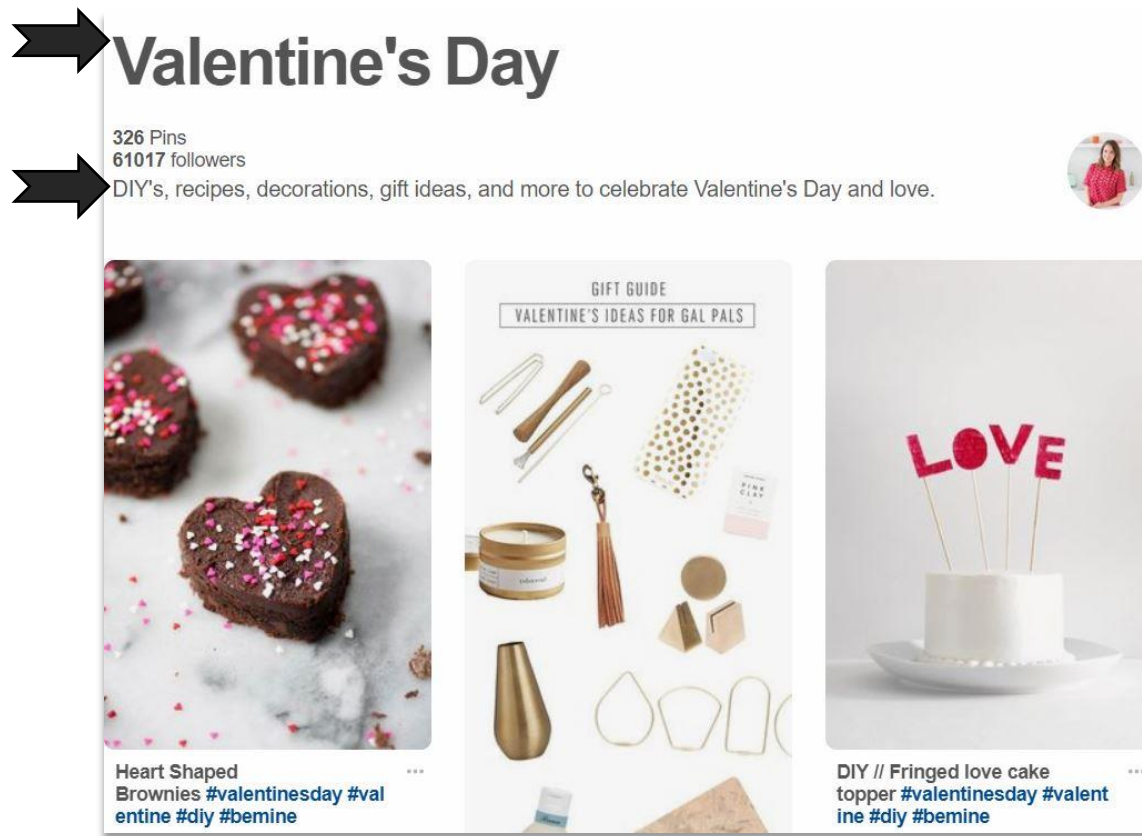 Valentine's Day
326 Pins
61017 followers
DIY's, recipes, decorations, gift ideas, and more to celebrate Valentine's Day and love.
GIFT GUIDE
VALENTINE'S IDEAS FOR GAL PALS
PINK
CLAY
Heart Shaped
Brownies #valentinesday #val
entine #diy #bemine
DIY // Fringed love cake
topper #valentinesday #valent
ine #diy #bemine
LOVE